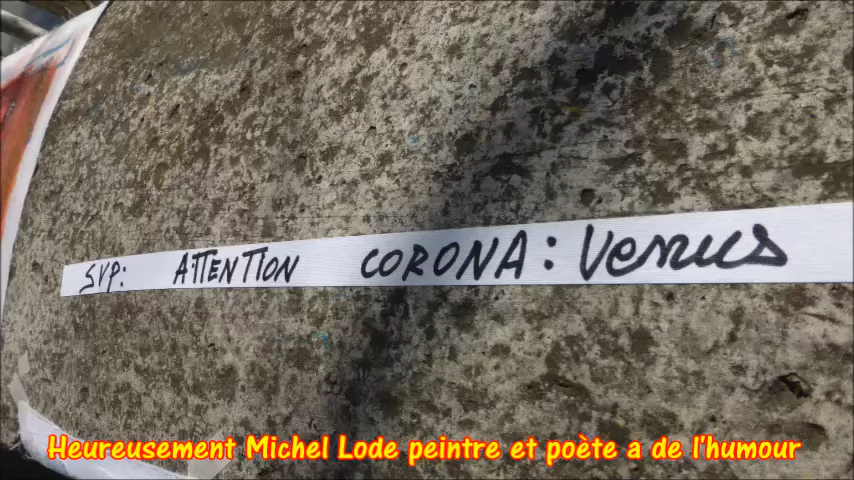 SVP: ATTENTION CORONA: Venus
Heureusement Michel Lode peintre et poète a de l'humour